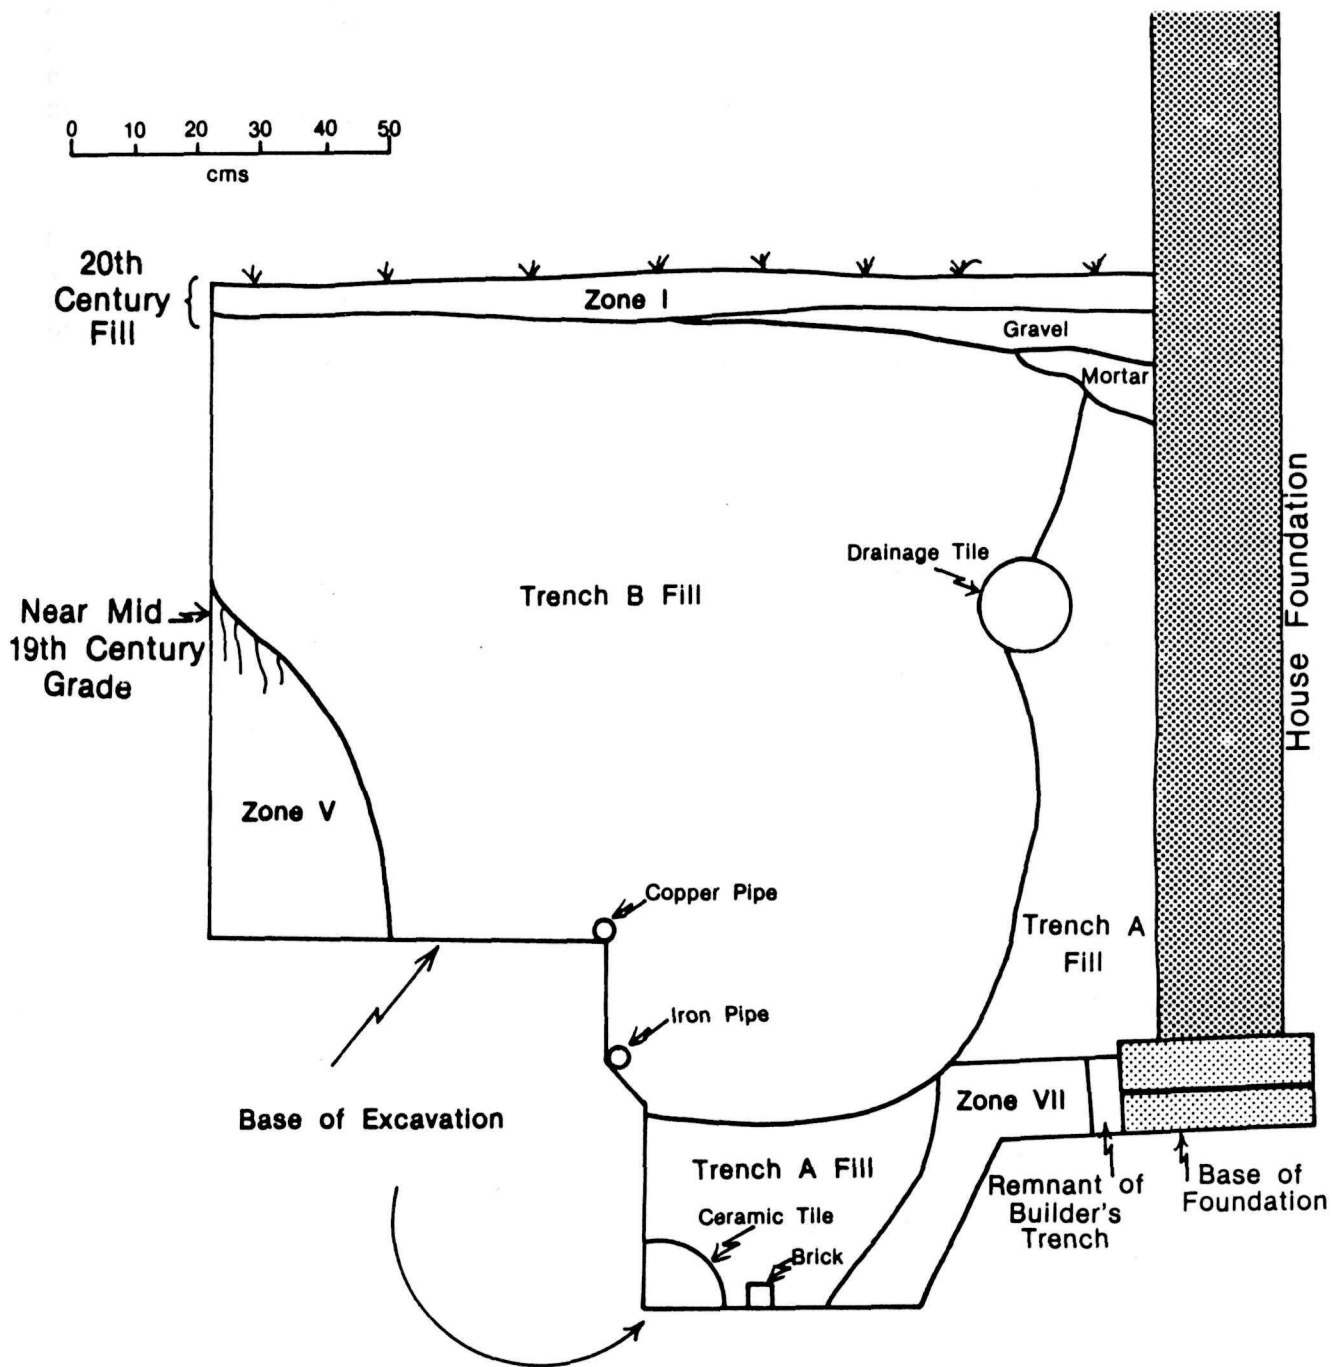 0 10 20 30 40 50
cms
20th
Century
Fill
Zone I
Gravel
Mortar
House Foundation
Drainage Tile
Trench B Fill
Near Mid
19th Century
Grade
Zone V
Copper Pipe
Trench A
Fill
Iron Pipe
Base of Excavation
Zone VII
Trench A Fill
Remnant of
Builder's
Trench
Base of
Foundation
Ceramic Tile
Brick